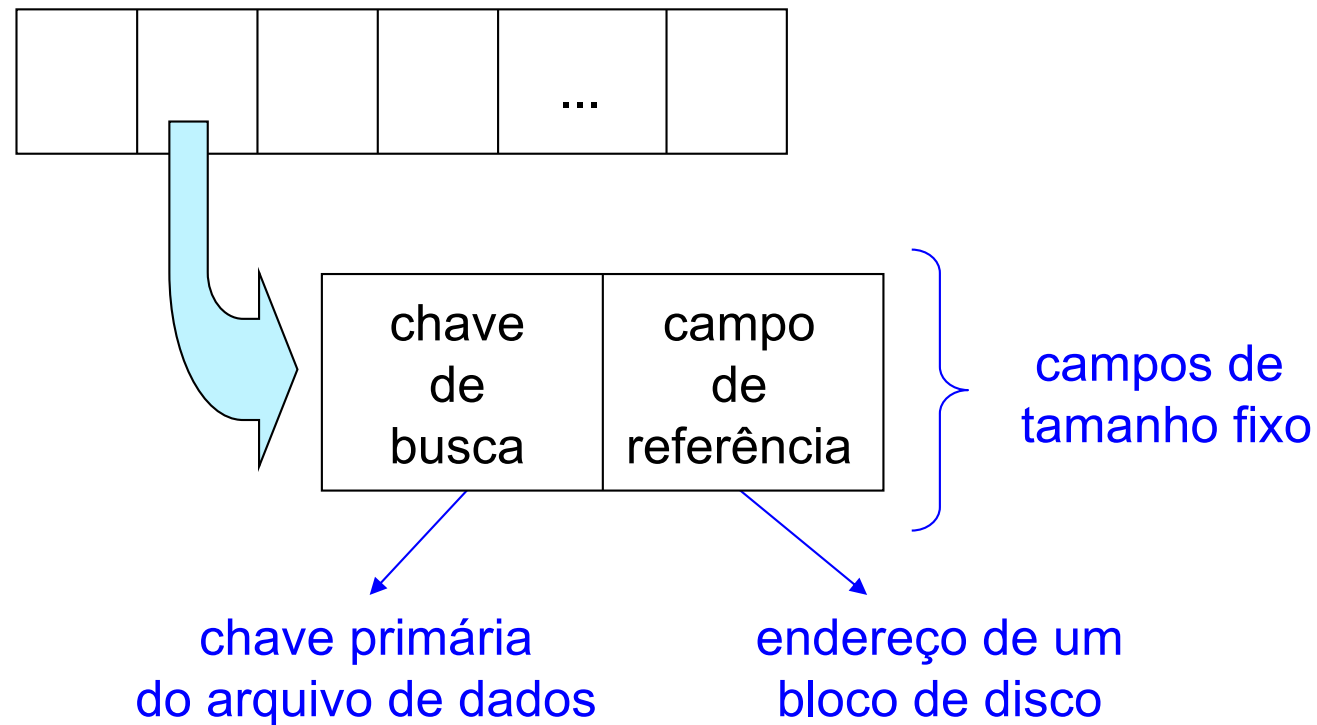 ...
chave
de
busca
campo
de
referência
campos de
tamanho fixo
chave primária
do arquivo de dados
endereço de um
bloco de disco